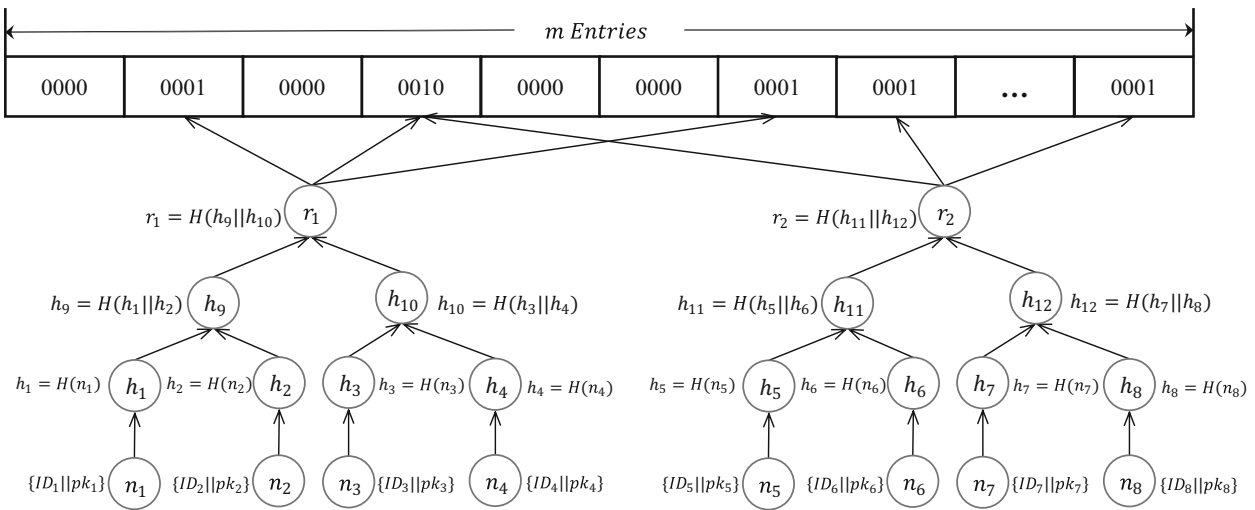 m Entries
0000 0001 0000 0010 0000 0000 0001 0001 ... 0001
r₁ = H(h₉||h₁₀) r₁ r₂ = H(h₁₁||h₁₂) r₂
h₉ = H(h₁||h₂) h₉ h₁₀ h₁₀ = H(h₃||h₄) h₁₁ = H(h₅||h₆) h₁₁ h₁₂ h₁₂ = H(h₇||h₈)
h₁ = H(n₁) h₁ h₂ = H(n₂) h₂ h₃ h₃ = H(n₃) h₄ h₄ = H(n₄) h₅ = H(n₅) h₅ h₆ = H(n₆) h₆ h₇ h₇ = H(n₇) h₈ h₈ = H(n₈)
{ID₁||pk₁} n₁ {ID₂||pk₂} n₂ n₃ {ID₃||pk₃} n₄ {ID₄||pk₄} {ID₅||pk₅} n₅ {ID₆||pk₆} n₆ n₇ {ID₇||pk₇} n₈ {ID₈||pk₈}